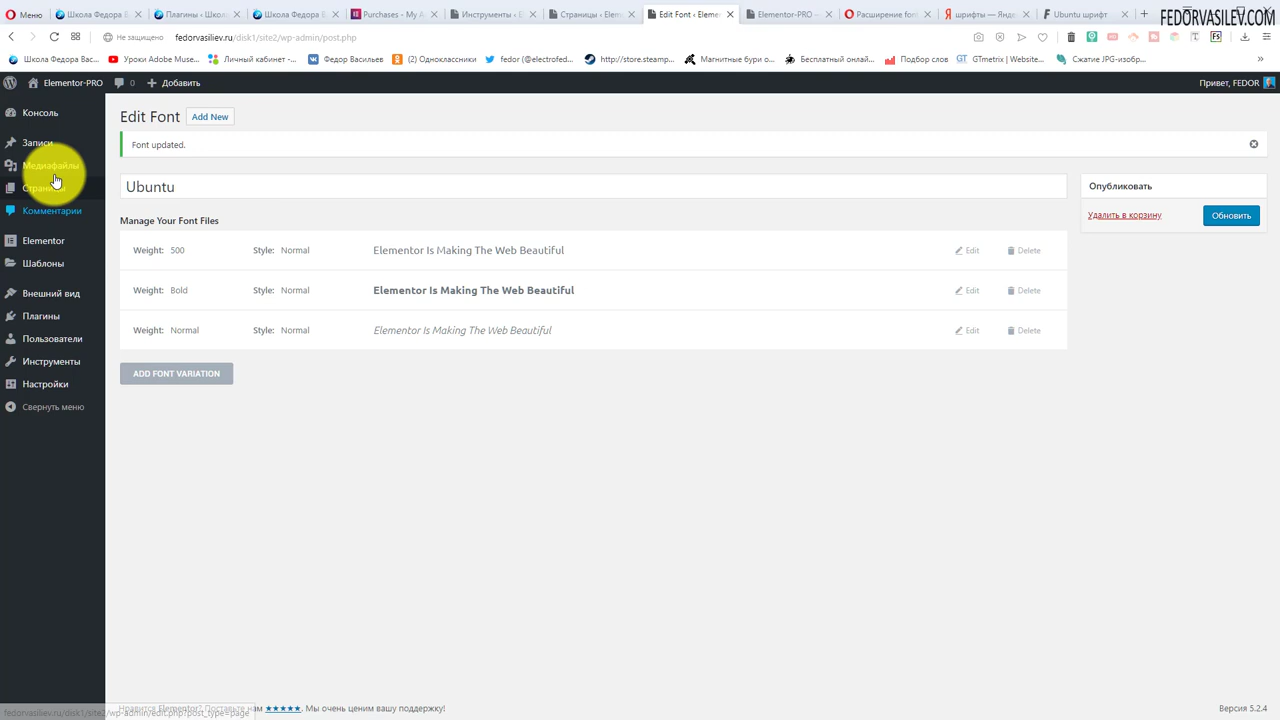 Меню
Школа Федора В
Плагины ‹ Школа
Школа Федора В
Purchases - My A
Инструменты ‹ E
Страницы ‹ Elem
Edit Font ‹ Elemen
Elementor-PRO —
Расширение font
шрифты — Янде
Ubuntu шрифт
FEDORVASILEV.COM
Не защищено
fedorvasiliev.ru/disk1/site2/wp-admin/post.php
Школа Федора Вас...
Уроки Adobe Muse...
Личный кабинет -...
Федор Васильев
(2) Одноклассники
fedor (@electrofed...
http://store.steamp...
Магнитные бури о...
Бесплатный онлай...
Подбор слов
GTmetrix | Website...
Сжатие JPG-изобр...
Elementor-PRO
0
Добавить
Привет, FEDOR
Консоль
Записи
Медиафайлы
Страницы
Комментарии
Elementor
Шаблоны
Внешний вид
Плагины
Пользователи
Инструменты
Настройки
Свернуть меню
Edit Font
Add New
Font updated.
Ubuntu
Опубликовать
Удалить в корзину
Обновить
Manage Your Font Files
Weight: 500 Style: Normal Elementor Is Making The Web Beautiful Edit Delete
Weight: Bold Style: Normal Elementor Is Making The Web Beautiful Edit Delete
Weight: Normal Style: Normal Elementor Is Making The Web Beautiful Edit Delete
ADD FONT VARIATION
Нравится Elementor? Поставьте нам ★★★★★. Мы очень ценим вашу поддержку!
fedorvasiliev.ru/disk1/site2/wp-admin/edit.php?post_type=page
Версия 5.2.4